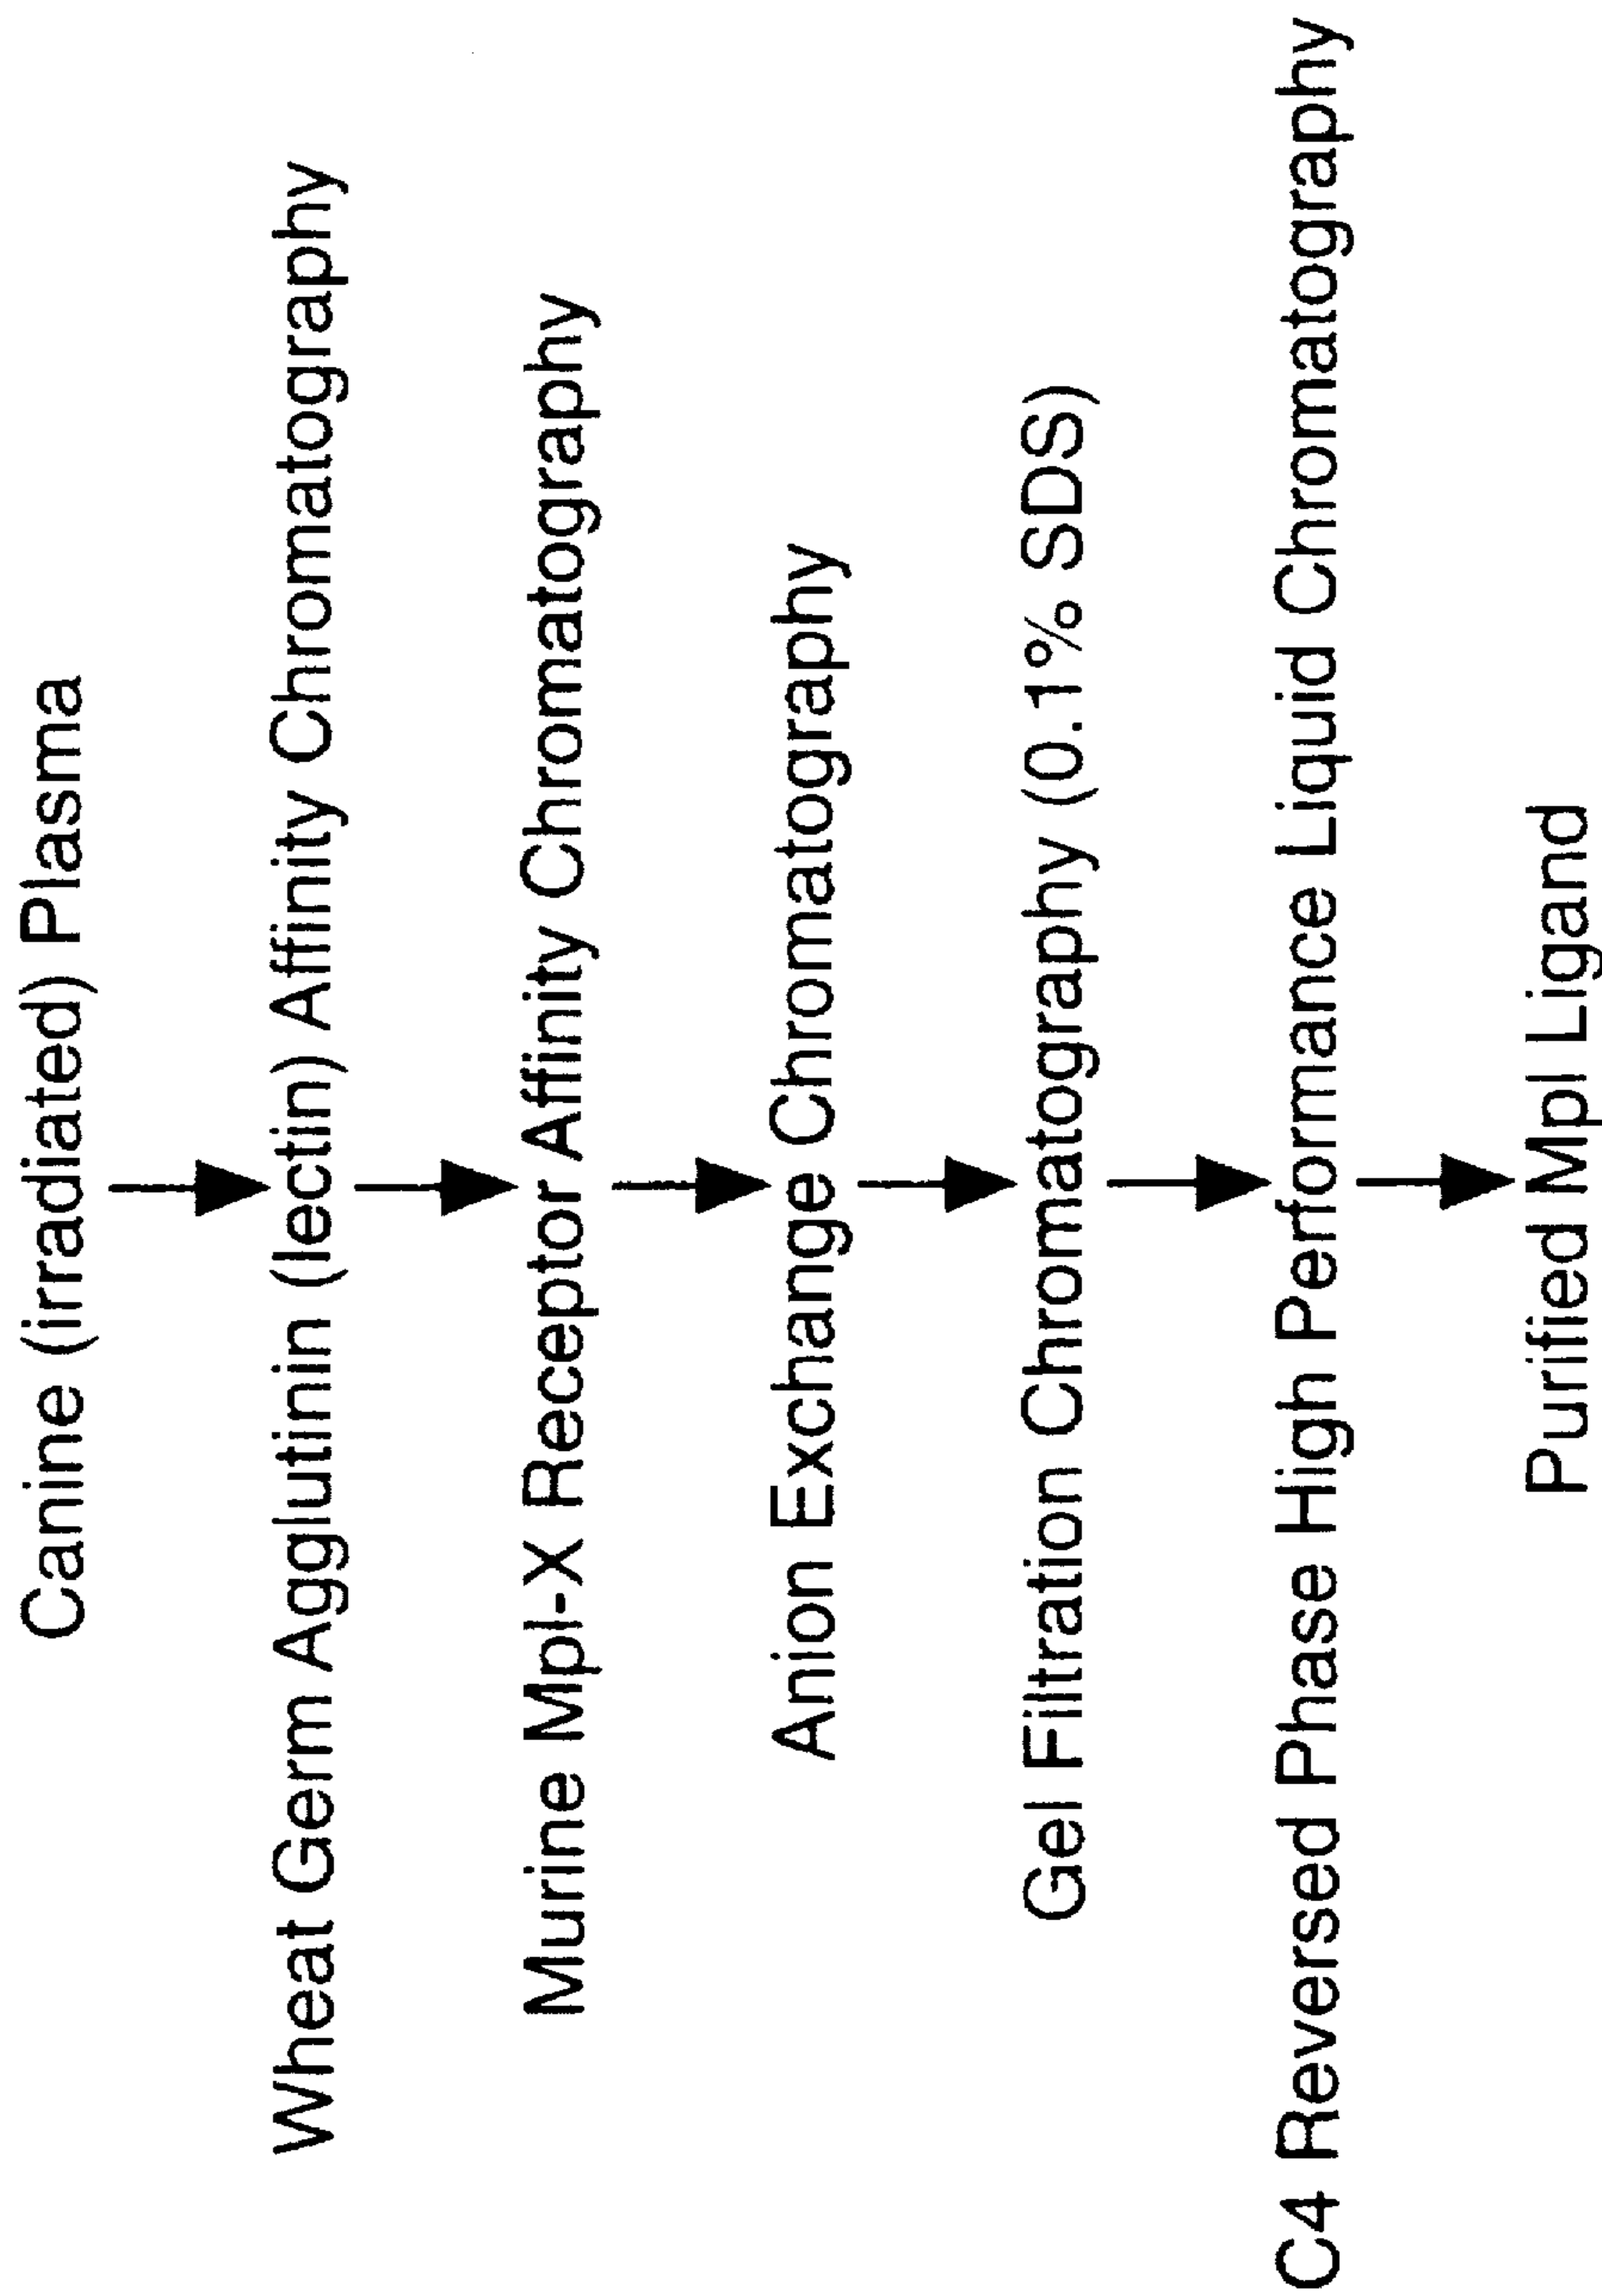 Canine (irradiated) Plasma
Wheat Germ Agglutinin (lectin) Affinity Chromatography
Murine Mpl-X Receptor Affinity Chromatography
Anion Exchange Chromatography
Gel Filtration Chromatography (0.1% SDS)
C4 Reversed Phase High Performance Liquid Chromatography
Purified Mpl Ligand